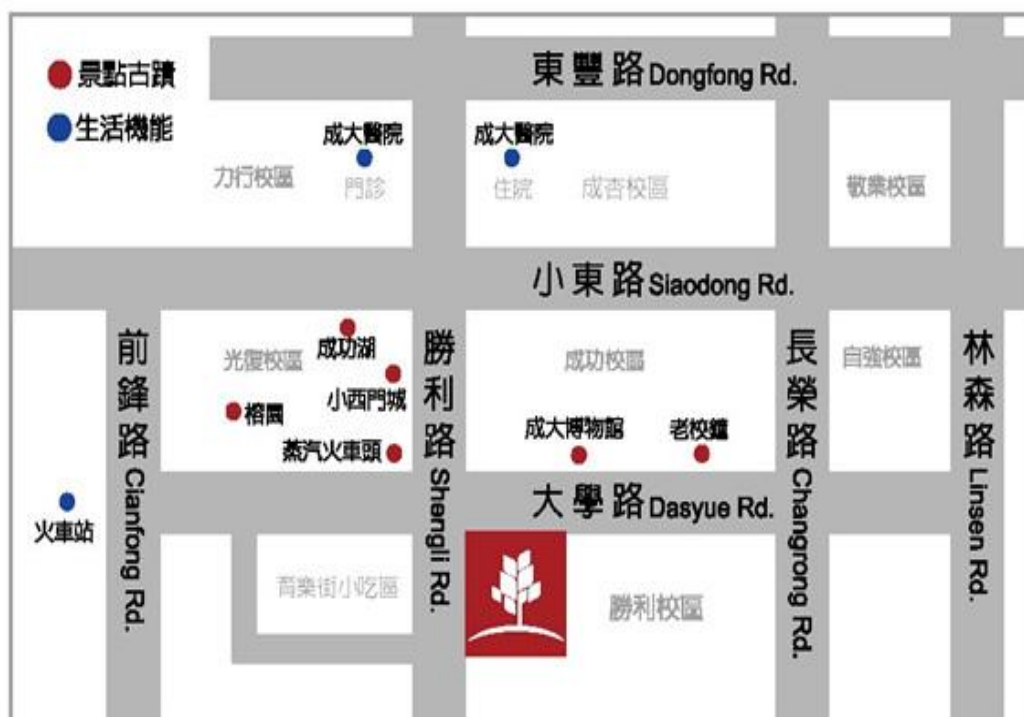 東豐路 Dongfong Rd.
景點古蹟
生活機能
成大醫院
門診
成大醫院
住院
力行校區
成杏校區
敬業校區
小東路 Siaodong Rd.
前鋒路 Cianfong Rd.
勝利路 Shengli Rd.
長榮路 Changrong Rd.
林森路 Linsen Rd.
光復校區
成功湖
小西門城
榕園
蒸汽火車頭
成功校區
成大博物館
老校鐘
自強校區
大學路 Dasyue Rd.
火車站
育樂街小吃區
勝利校區